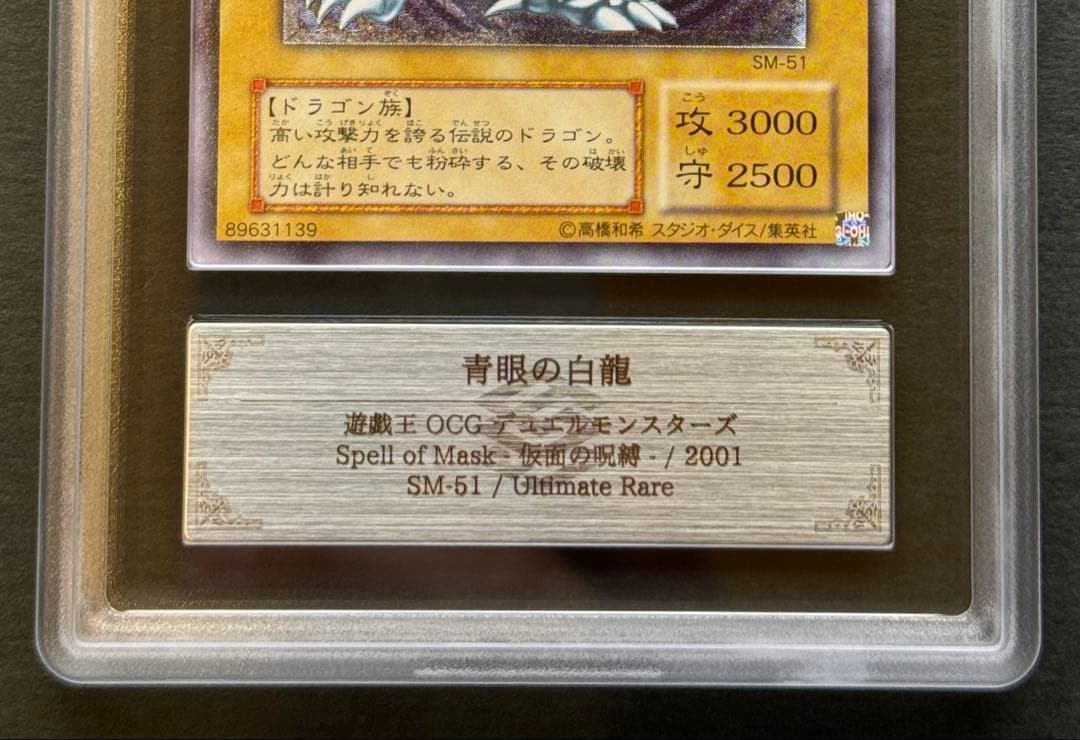 SM-51
【ドラゴン族】
高い攻撃力を誇る伝説のドラゴン。
どんな相手でも粉砕する、その破壊
力は計り知れない。
攻 3000
守 2500
89631139
©高橋和希 スタジオ・ダイス/集英社
青眼の白龍
遊戯王 OCG デュエルモンスターズ
Spell of Mask - 仮面の呪縛 - / 2001
SM-51 / Ultimate Rare